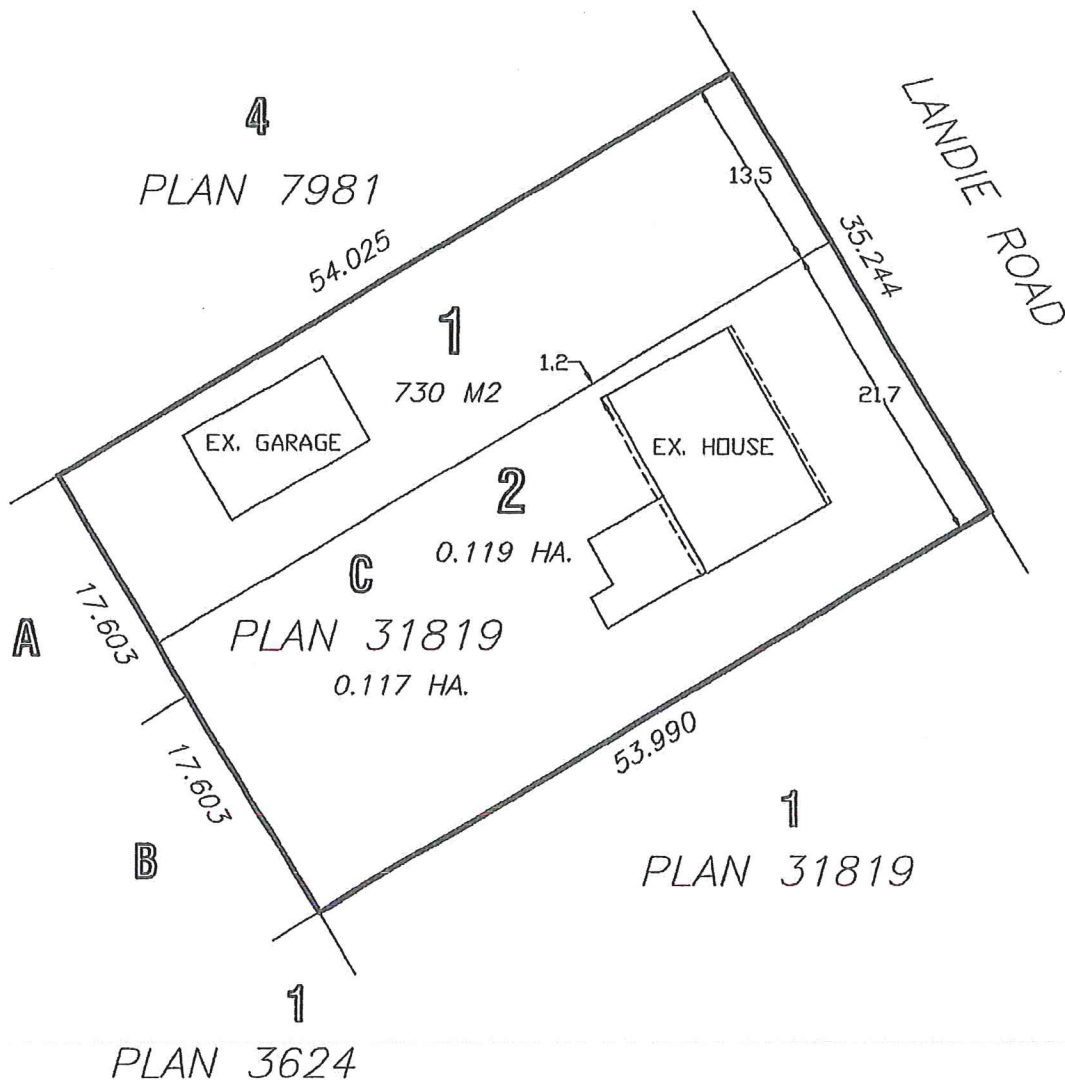 4
PLAN 7981
LANDIE ROAD
54.025
13.5
35.244
1
730 M2
1.2
21.7
EX. GARAGE
EX. HOUSE
2
0.119 HA.
C
PLAN 31819
0.117 HA.
17.603
A
17.603
B
53.990
1
PLAN 31819
1
PLAN 3624